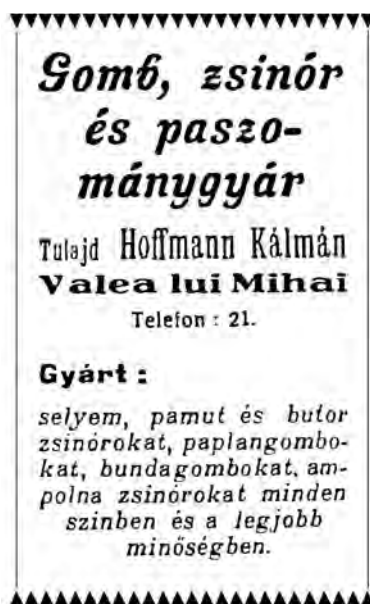 Gomb, zsinór
és paszo-
mánygyár
Tulajd Hoffmann Kálmán
Valea lui Mihai
Telefon : 21.
Gyárt :
selyem, pamut és butor
zsinórokat, paplangombo-
kat, bundagombokat, am-
polna zsinórokat minden
szinben és a legjobb
minőségben.